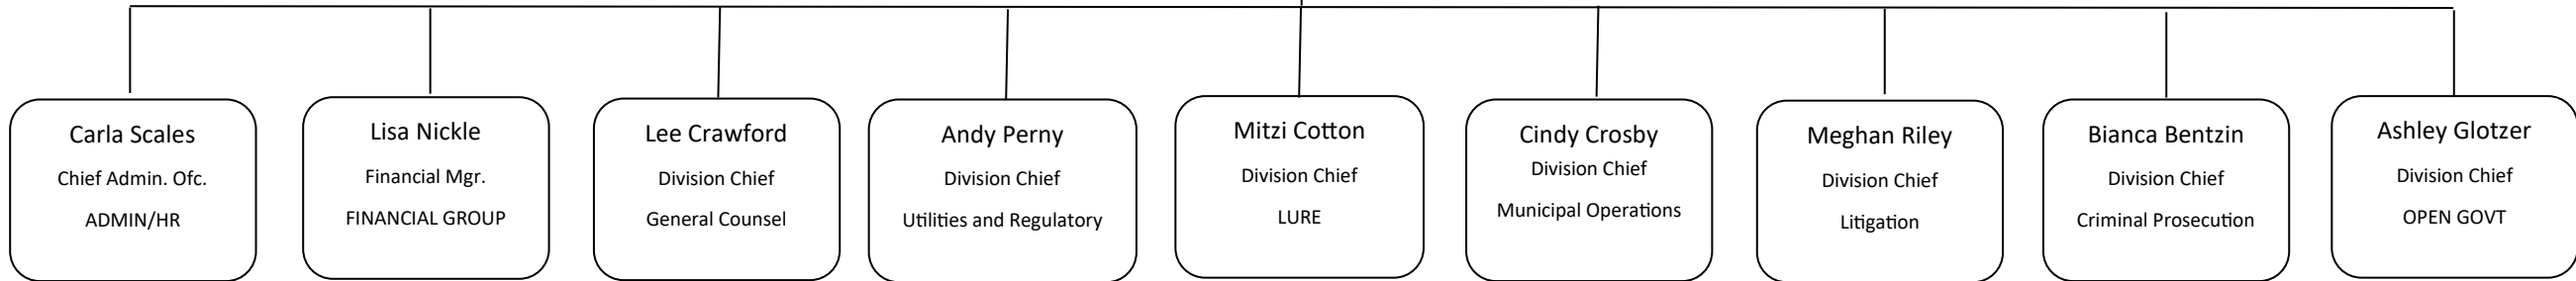 Carla Scales
Chief Admin. Ofc.
ADMIN/HR
Lisa Nickle
Financial Mgr.
FINANCIAL GROUP
Lee Crawford
Division Chief
General Counsel
Andy Perny
Division Chief
Utilities and Regulatory
Mitzi Cotton
Division Chief
LURE
Cindy Crosby
Division Chief
Municipal Operations
Meghan Riley
Division Chief
Litigation
Bianca Bentzin
Division Chief
Criminal Prosecution
Ashley Glotzer
Division Chief
OPEN GOVT